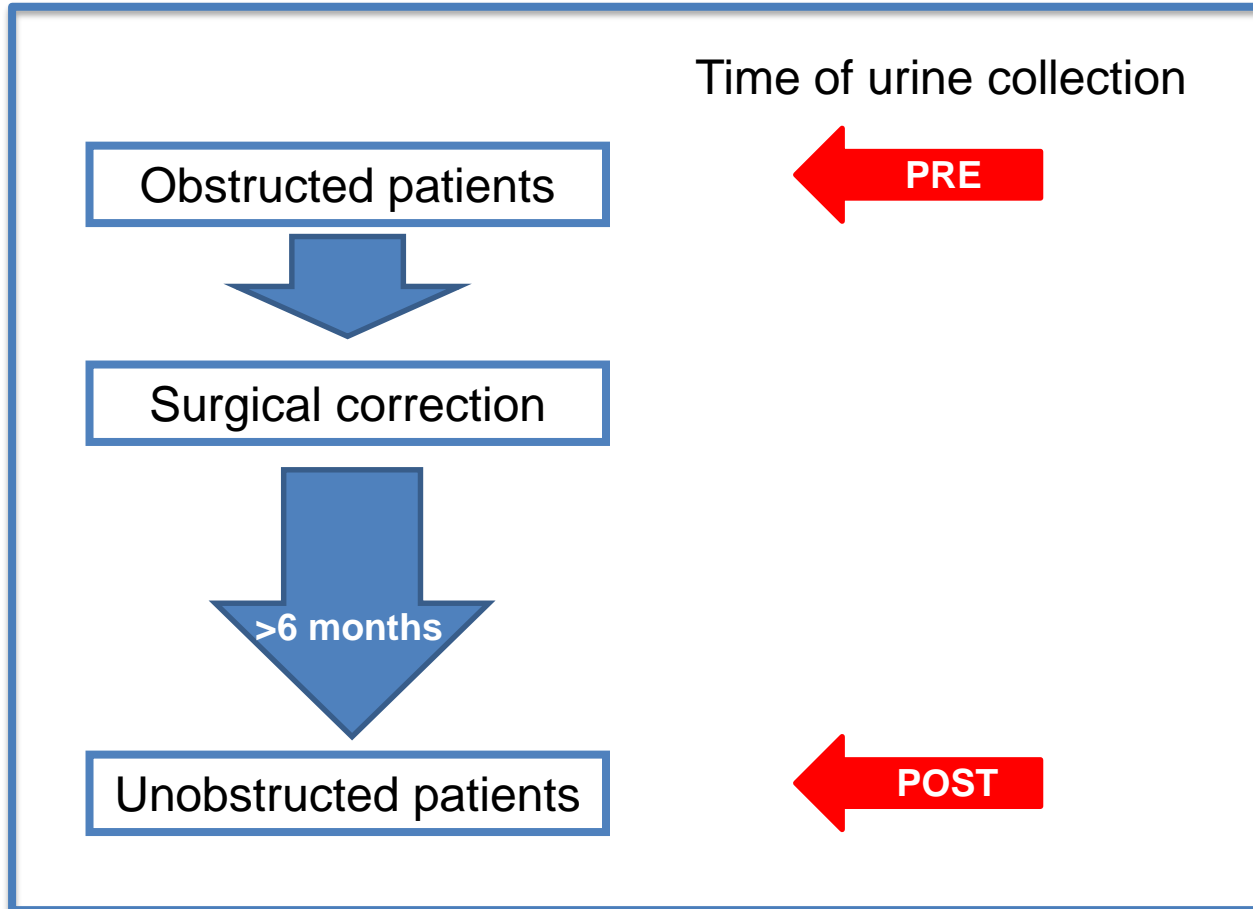 Time of urine collection
Obstructed patients
PRE
Surgical correction
>6 months
Unobstructed patients
POST